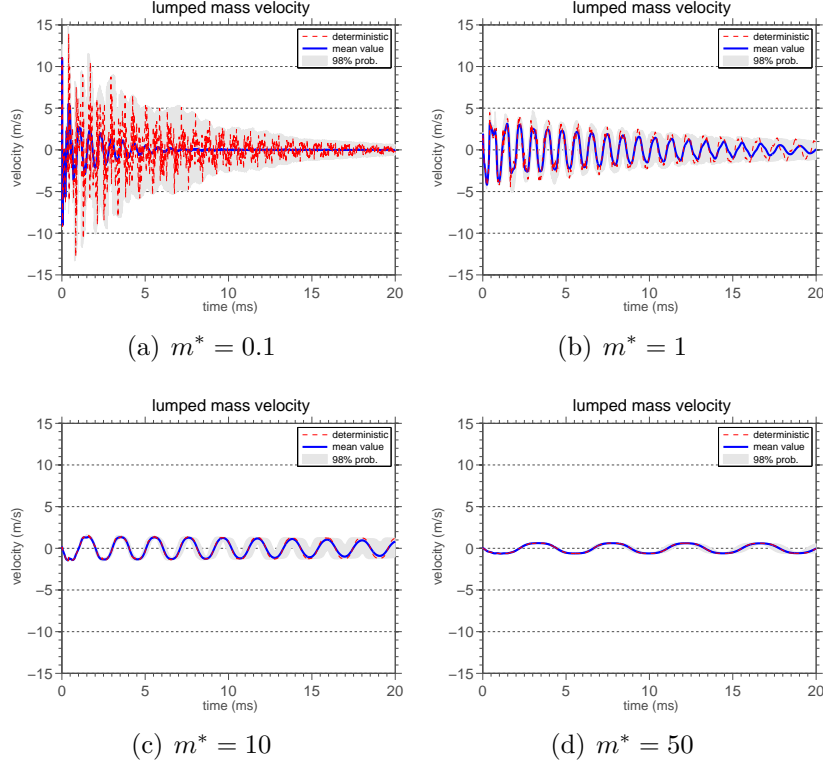 lumped mass velocity
deterministic
mean value
98% prob.
15
10
5
0
−5
−10
−15
velocity (m/s)
0 5 10 15 20
time (ms)
(a) m* = 0.1
lumped mass velocity
deterministic
mean value
98% prob.
15
10
5
0
−5
−10
−15
velocity (m/s)
0 5 10 15 20
time (ms)
(b) m* = 1
lumped mass velocity
deterministic
mean value
98% prob.
15
10
5
0
−5
−10
−15
velocity (m/s)
0 5 10 15 20
time (ms)
(c) m* = 10
lumped mass velocity
deterministic
mean value
98% prob.
15
10
5
0
−5
−10
−15
velocity (m/s)
0 5 10 15 20
time (ms)
(d) m* = 50